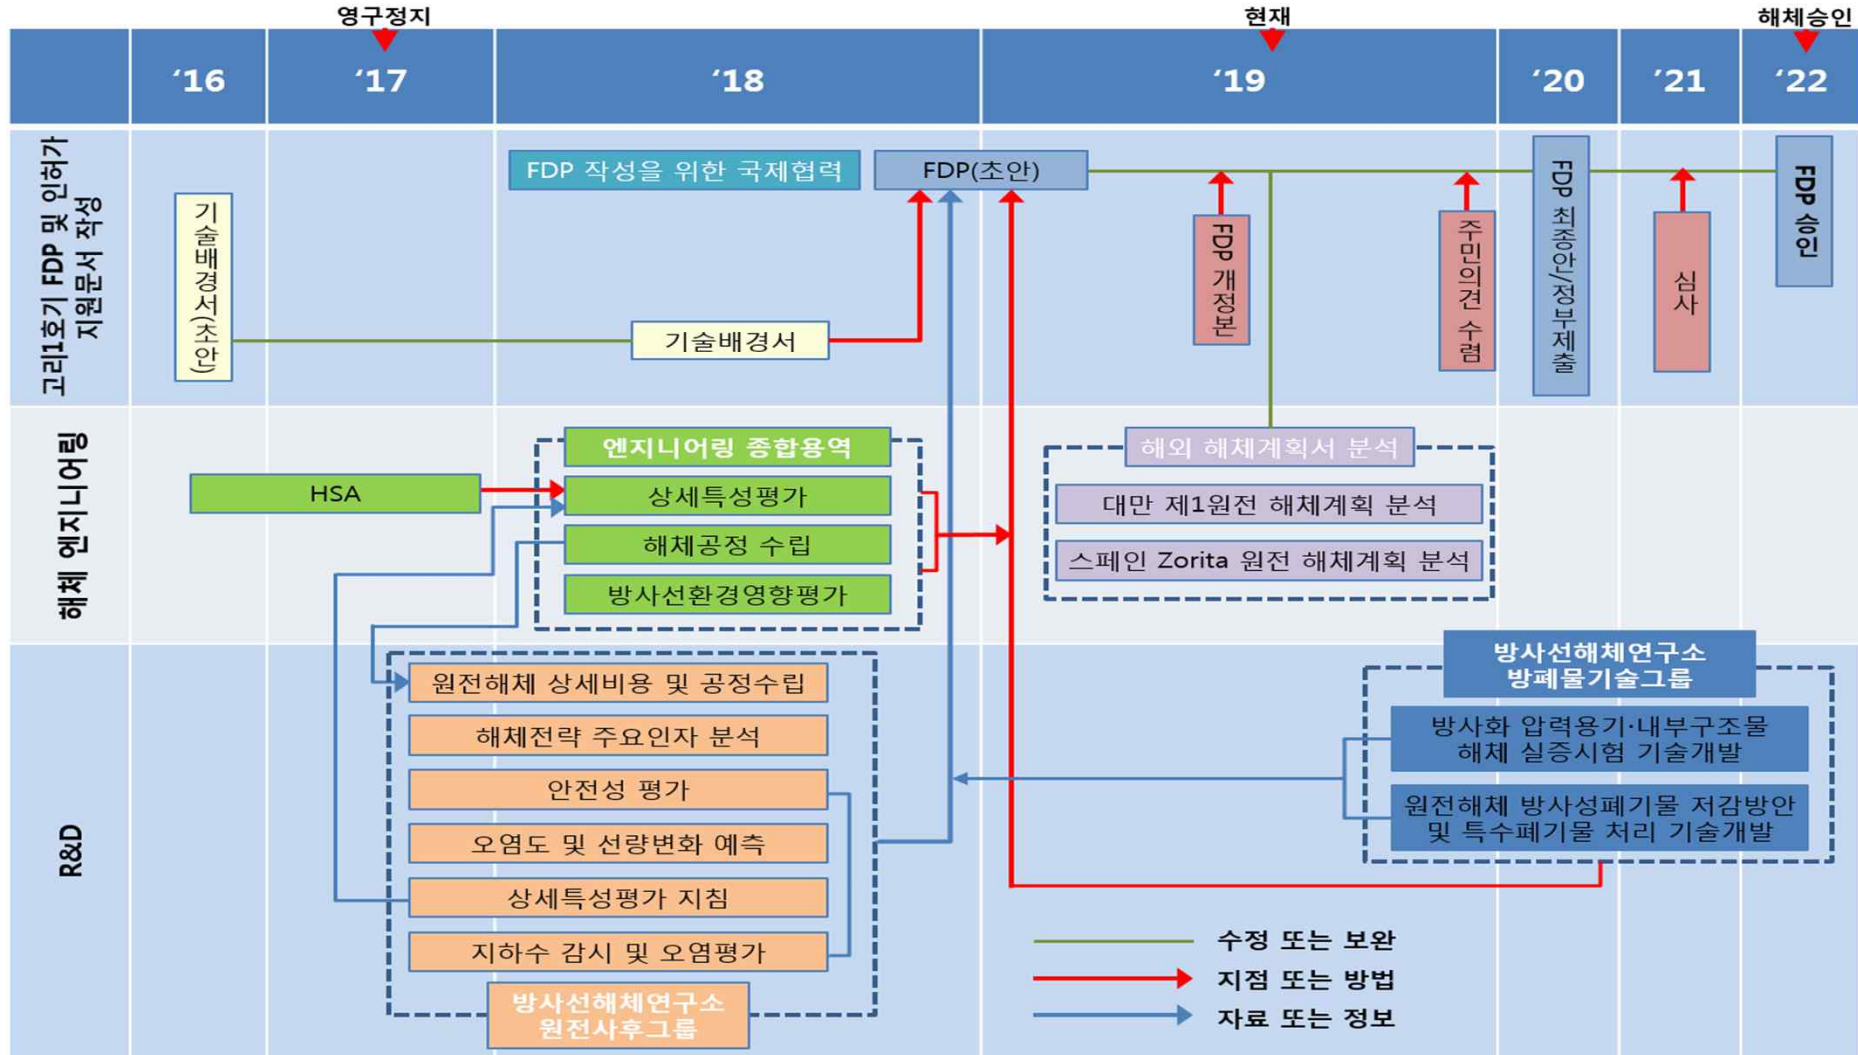 영구정지
현재
해체승인
‘16
‘17
‘18
‘19
‘20
’21
‘22
고리1호기 FDP 및 인허가
지원문서 작성
기술배경서(초안)
FDP 작성을 위한 국제협력
FDP(초안)
기술배경서
FDP 개정본
주민의견 수렴
FDP 최종안/정부제출
심사
FDP 승인
해체 엔지니어링
HSA
엔지니어링 종합용역
상세특성평가
해체공정 수립
방사선환경영향평가
해외 해체계획서 분석
대만 제1원전 해체계획 분석
스페인 Zorita 원전 해체계획 분석
R&D
원전해체 상세비용 및 공정수립
해체전략 주요인자 분석
안전성 평가
오염도 및 선량변화 예측
상세특성평가 지침
지하수 감시 및 오염평가
방사선해체연구소
원전사후그룹
방사선해체연구소
방폐물기술그룹
방사화 압력용기·내부구조물
해체 실증시험 기술개발
원전해체 방사성폐기물 저감방안
및 특수폐기물 처리 기술개발
수정 또는 보완
지점 또는 방법
자료 또는 정보